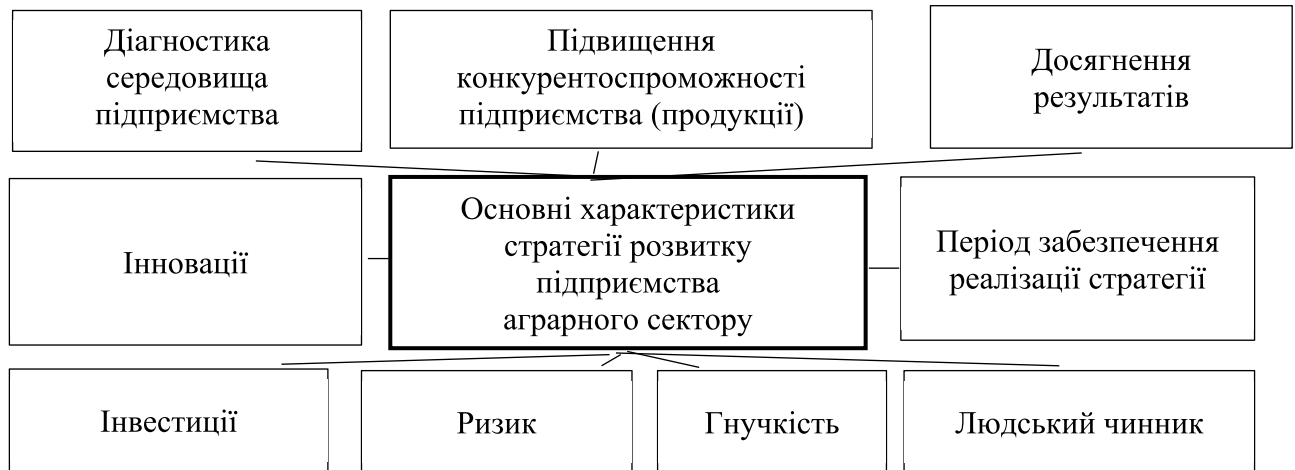 Діагностика
середовища
підприємства
Підвищення
конкурентоспроможності
підприємства (продукції)
Досягнення
результатів
Інновації
Основні характеристики
стратегії розвитку
підприємства
аграрного сектору
Період забезпечення
реалізації стратегії
Інвестиції
Ризик
Гнучкість
Людський чинник